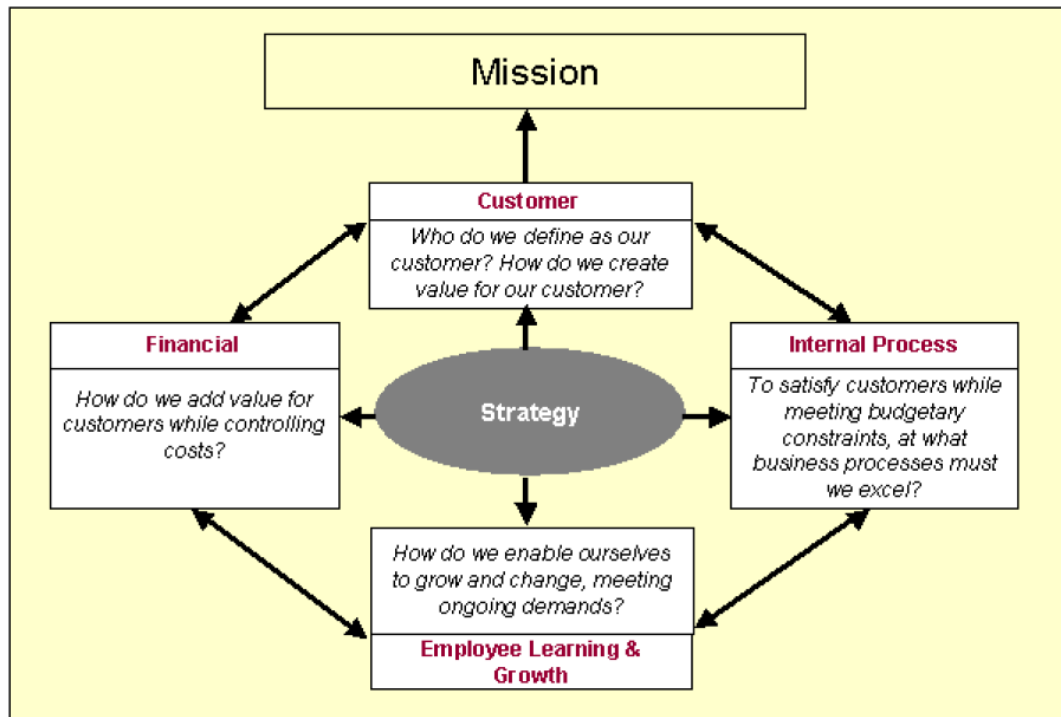 Mission
Customer
Who do we define as our
customer? How do we create
value for our customer?
Financial
How do we add value for
customers while controlling
costs?
Strategy
Internal Process
To satisfy customers while
meeting budgetary
constraints, at what
business processes must
we excel?
How do we enable ourselves
to grow and change, meeting
ongoing demands?
Employee Learning &
Growth